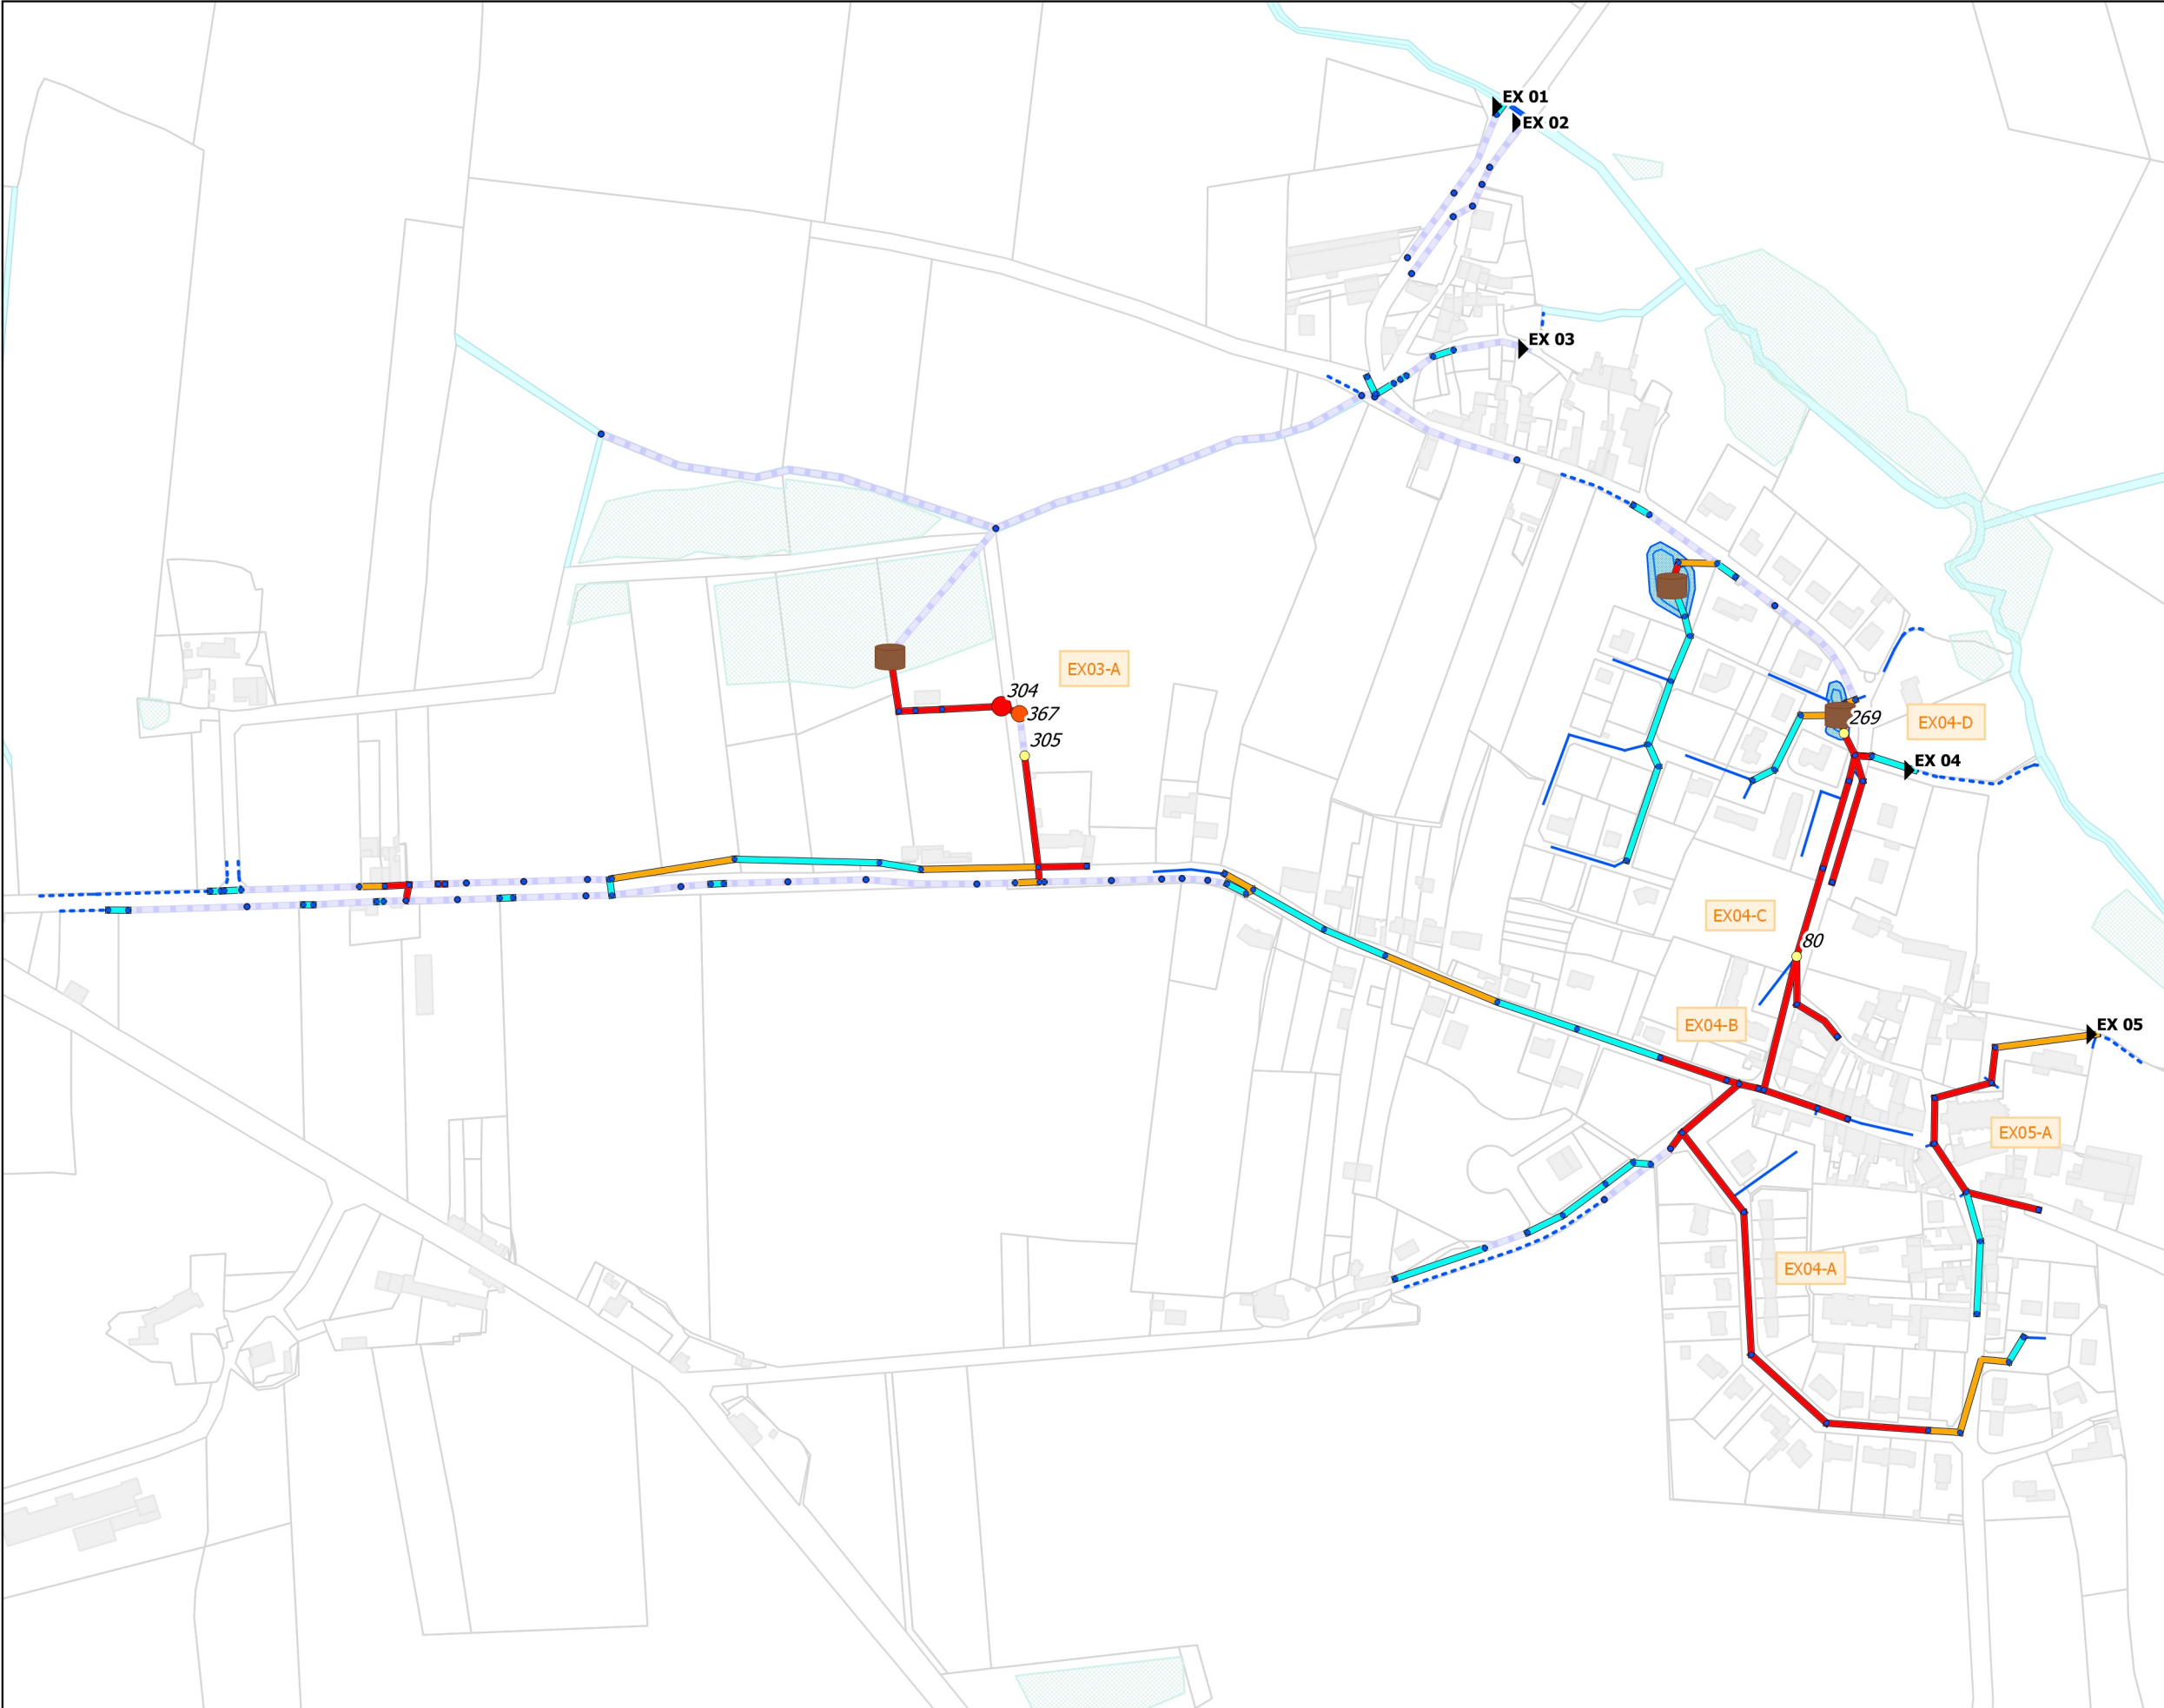 EX 01
EX 02
EX 03
EX03-A
304
367
305
269
EX04-D
EX 04
EX04-C
80
EX04-B
EX 05
EX05-A
EX04-A